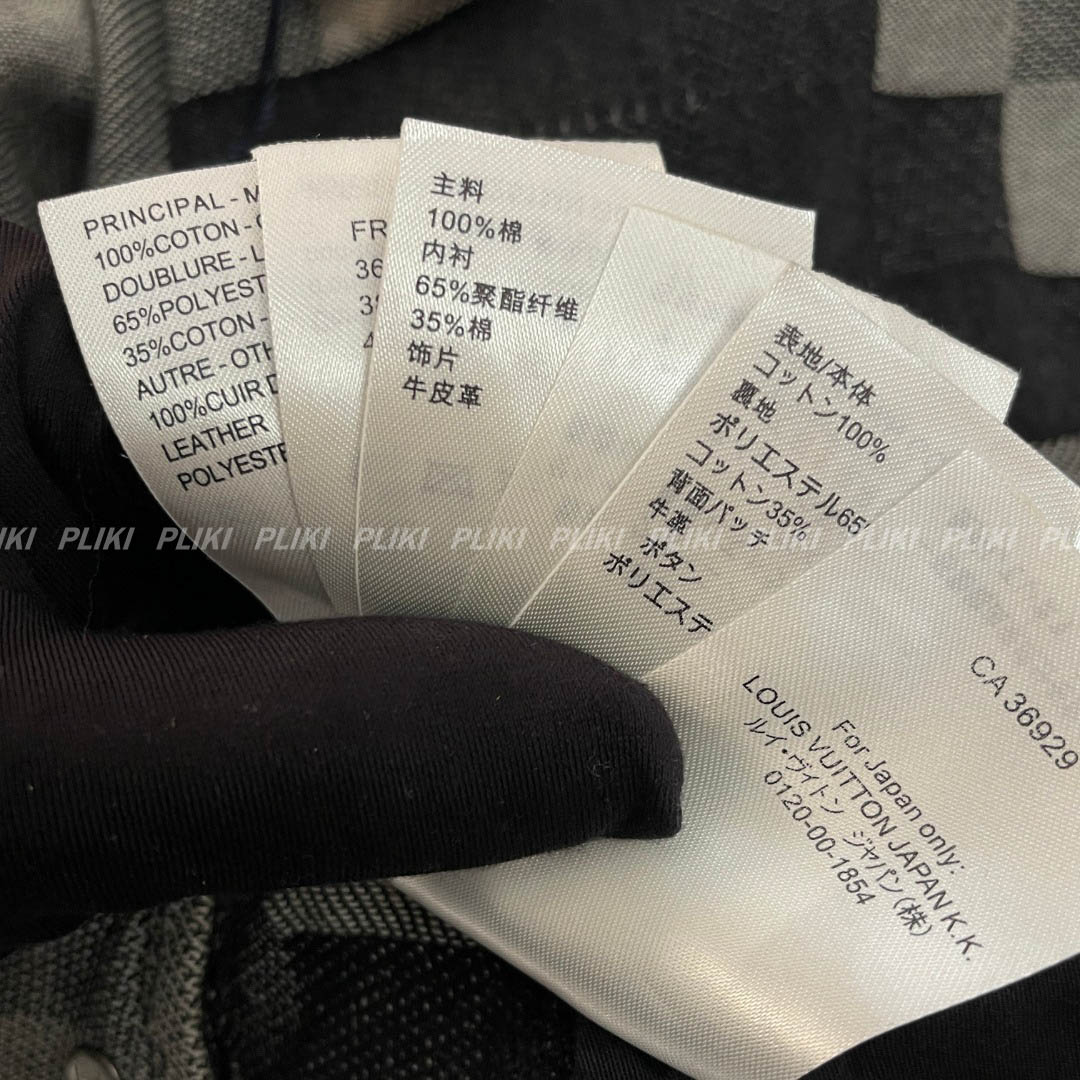 PRINCIPAL - M
100%COTON -
DOUBLURE - L
65%POLYEST
35%COTON -
AUTRE - OTH
100%CUIR D
LEATHER
POLYESTE
FR
36
38
4
主料
100%棉
内衬
65%聚酯纤维
35%棉
饰片
牛皮革
表地/本体
コットン100%
裏地
ポリエステル65
コットン35%
背面パッチ
牛革
ボタン
ポリエステ
CA 36929
For Japan only:
LOUIS VUITTON JAPAN K.K.
ルイ・ヴィトン ジャパン(株)
0120-00-1854
PLIKI PLIKI PLIKI PLIKI PLIKI PLIKI PLIKI PLIKI PLIKI PLIKI